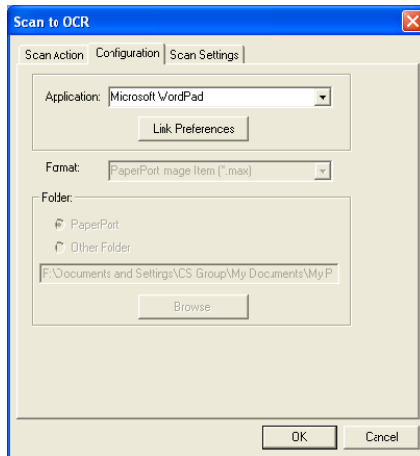 Scan to OCR
Scan Action Configuration Scan Settings
Application: Microsoft WordPad
Link Preferences
Format: PaperPort mage Item (*.max)
Folder:
PaperPort
Other Folder
F:\Documents and Settings\CS Group\My Documents\My P
Browse
OK Cancel